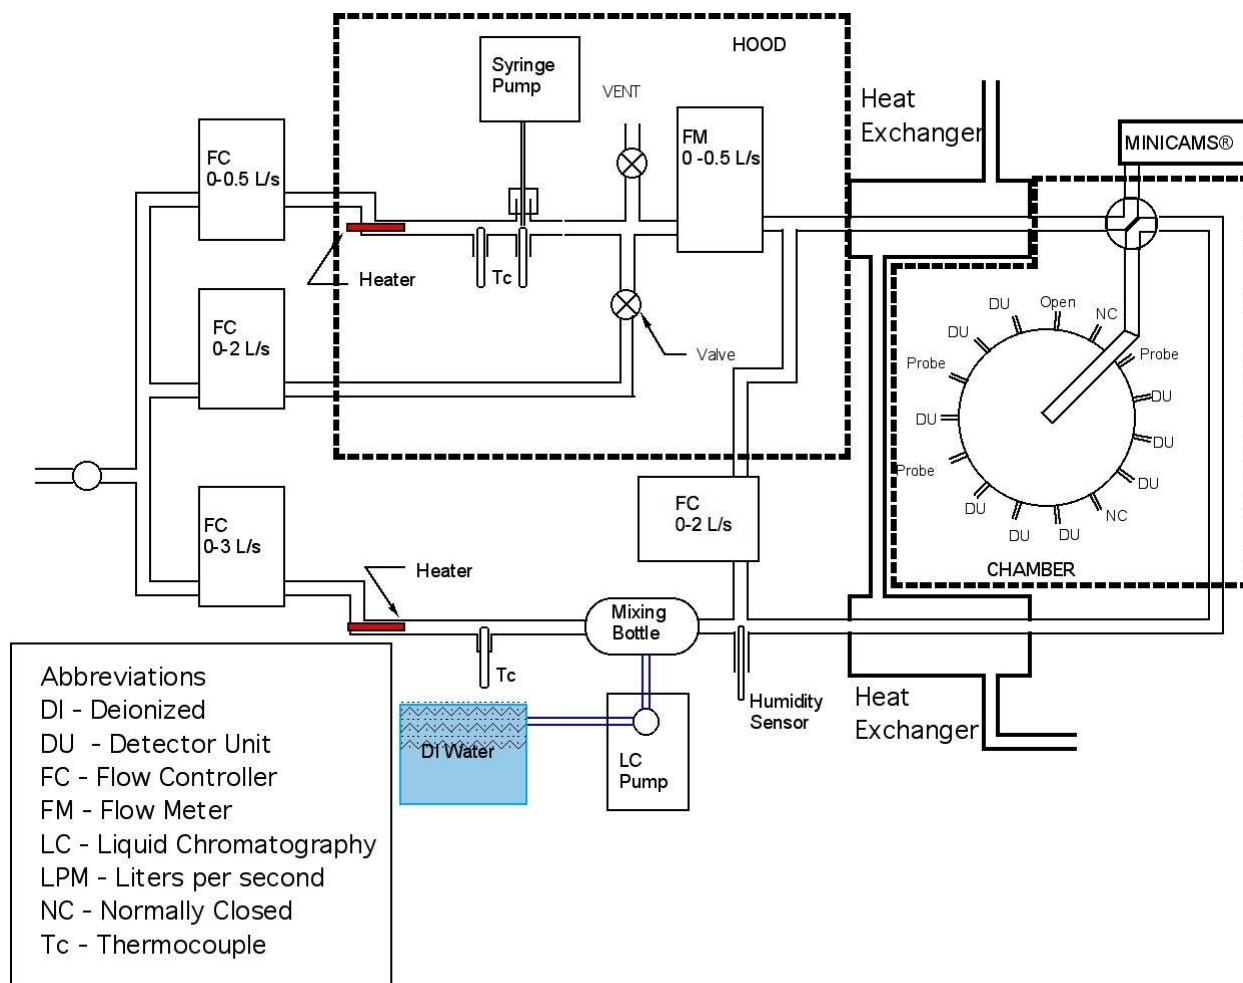 HOOD
Syringe
Pump
VENT
Heat
Exchanger
MINICAMS®
FC
0-0.5 L/s
FM
0 -0.5L/s
Tc
Heater
FC
0-2 L/s
Valve
Open
DU
NC
DU
Probe
Probe
DU
DU
DU
Probe
DU
DU
NC
DU
DU
CHAMBER
FC
0-2 L/s
FC
0-3 L/s
Heater
Mixing
Bottle
Tc
Humidity
Sensor
Heat
Exchanger
DI Water
LC
Pump
Abbreviations
DI - Deionized
DU - Detector Unit
FC - Flow Controller
FM - Flow Meter
LC - Liquid Chromatography
LPM - Liters per second
NC - Normally Closed
Tc - Thermocouple